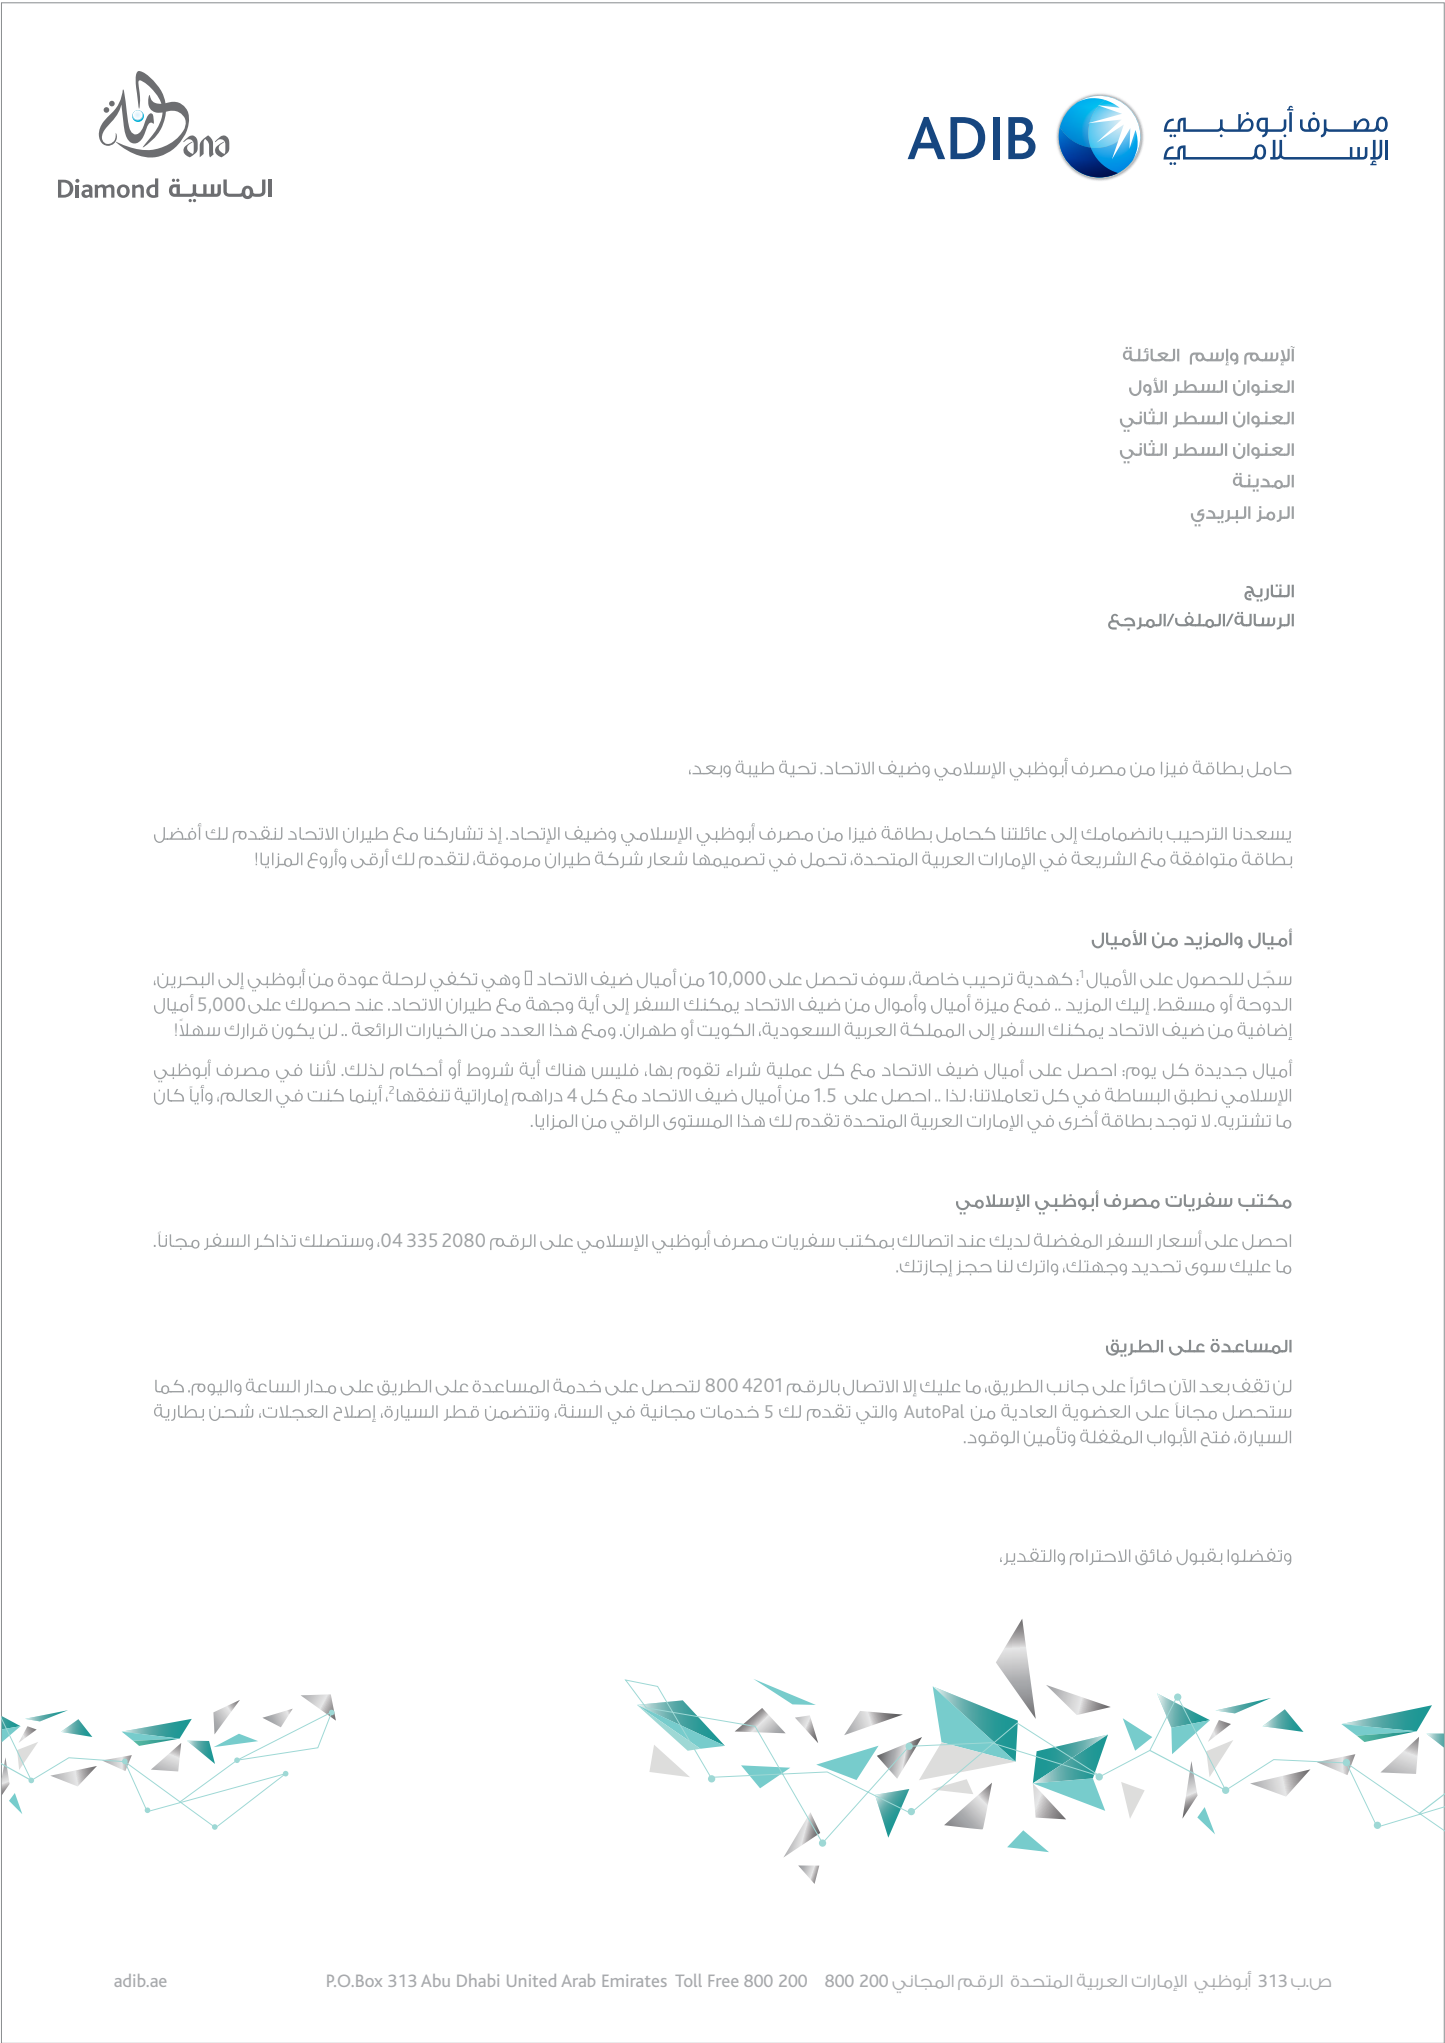 دانة Dana
Diamond الماسية
ADIB
مصرف أبوظبي
الإسلامي
ألإسم وإسم العائلة
العنوان السطر الأول
العنوان السطر الثاني
العنوان السطر الثاني
المدينة
الرمز البريدي
التاريخ
الرسالة/الملف/المرجع
حامل بطاقة فيزا من مصرف أبوظبي الإسلامي وضيف الاتحاد. تحية طيبة وبعد،
يسعدنا الترحيب بانضمامك إلى عائلتنا كحامل بطاقة فيزا من مصرف أبوظبي الإسلامي وضيف الإتحاد. إذ تشاركنا مع طيران الاتحاد لنقدم لك أفضل
بطاقة متوافقة مع الشريعة في الإمارات العربية المتحدة، تحمل في تصميمها شعار شركة طيران مرموقة، لتقدم لك أرقى وأروع المزايا!
أميال والمزيد من الأميال
سجّل للحصول على الأميال¹: كهدية ترحيب خاصة، سوف تحصل على 10,000 من أميال ضيف الاتحاد ▯ وهي تكفي لرحلة عودة من أبوظبي إلى البحرين،
الدوحة أو مسقط. إليك المزيد .. فمع ميزة أميال وأموال من ضيف الاتحاد يمكنك السفر إلى أية وجهة مع طيران الاتحاد. عند حصولك على 5,000 أميال
إضافية من ضيف الاتحاد يمكنك السفر إلى المملكة العربية السعودية، الكويت أو طهران. ومع هذا العدد من الخيارات الرائعة .. لن يكون قرارك سهلاً!
أميال جديدة كل يوم: احصل على أميال ضيف الاتحاد مع كل عملية شراء تقوم بها، فليس هناك أية شروط أو أحكام لذلك. لأننا في مصرف أبوظبي
الإسلامي نطبق البساطة في كل تعاملاتنا: لذا .. احصل على 1.5 من أميال ضيف الاتحاد مع كل 4 دراهم إماراتية تنفقها²، أينما كنت في العالم، وأياً كان
ما تشتريه. لا توجد بطاقة أخرى في الإمارات العربية المتحدة تقدم لك هذا المستوى الراقي من المزايا.
مكتب سفريات مصرف أبوظبي الإسلامي
احصل على أسعار السفر المفضلة لديك عند اتصالك بمكتب سفريات مصرف أبوظبي الإسلامي على الرقم 2080 335 04، وستصلك تذاكر السفر مجاناً.
ما عليك سوى تحديد وجهتك، واترك لنا حجز إجازتك.
المساعدة على الطريق
لن تقف بعد الآن حائراً على جانب الطريق، ما عليك إلا الاتصال بالرقم 4201 800 لتحصل على خدمة المساعدة على الطريق على مدار الساعة واليوم. كما
ستحصل مجاناً على العضوية العادية من AutoPal والتي تقدم لك 5 خدمات مجانية في السنة، وتتضمن قطر السيارة، إصلاح العجلات، شحن بطارية
السيارة، فتح الأبواب المقفلة وتأمين الوقود.
وتفضلوا بقبول فائق الاحترام والتقدير،
adib.ae P.O.Box 313 Abu Dhabi United Arab Emirates Toll Free 800 200
ص.ب 313 أبوظبي الإمارات العربية المتحدة الرقم المجاني 200 800